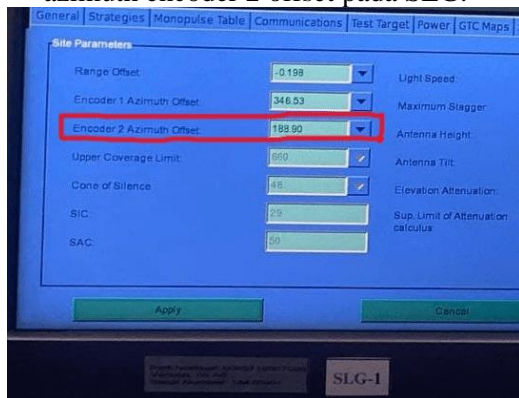 azimuth encoder 2 offset pada SLG.
General Strategies Monopulse Table Communications Test Target Power GTC Maps
Site Parameters
Range Offset: -0.198 Light Speed:
Encoder 1 Azimuth Offset: 346.53 Maximum Stagger:
Encoder 2 Azimuth Offset: 188.90 Antenna Height:
Upper Coverage Limit: 660 Antenna Tilt:
Cone of Silence: 48 Elevation Attenuation:
SIC: 29 Sup. Limit of Attenuation calculus:
SAC: 50
Apply Cancel
SLG-1